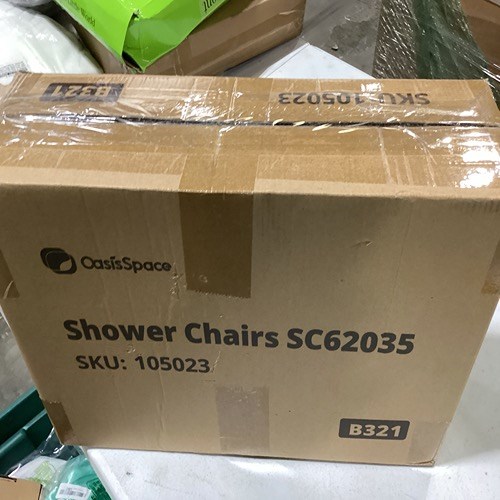 B321
SKU: 105023
OasisSpace
Shower Chairs SC62035
SKU: 105023
B321